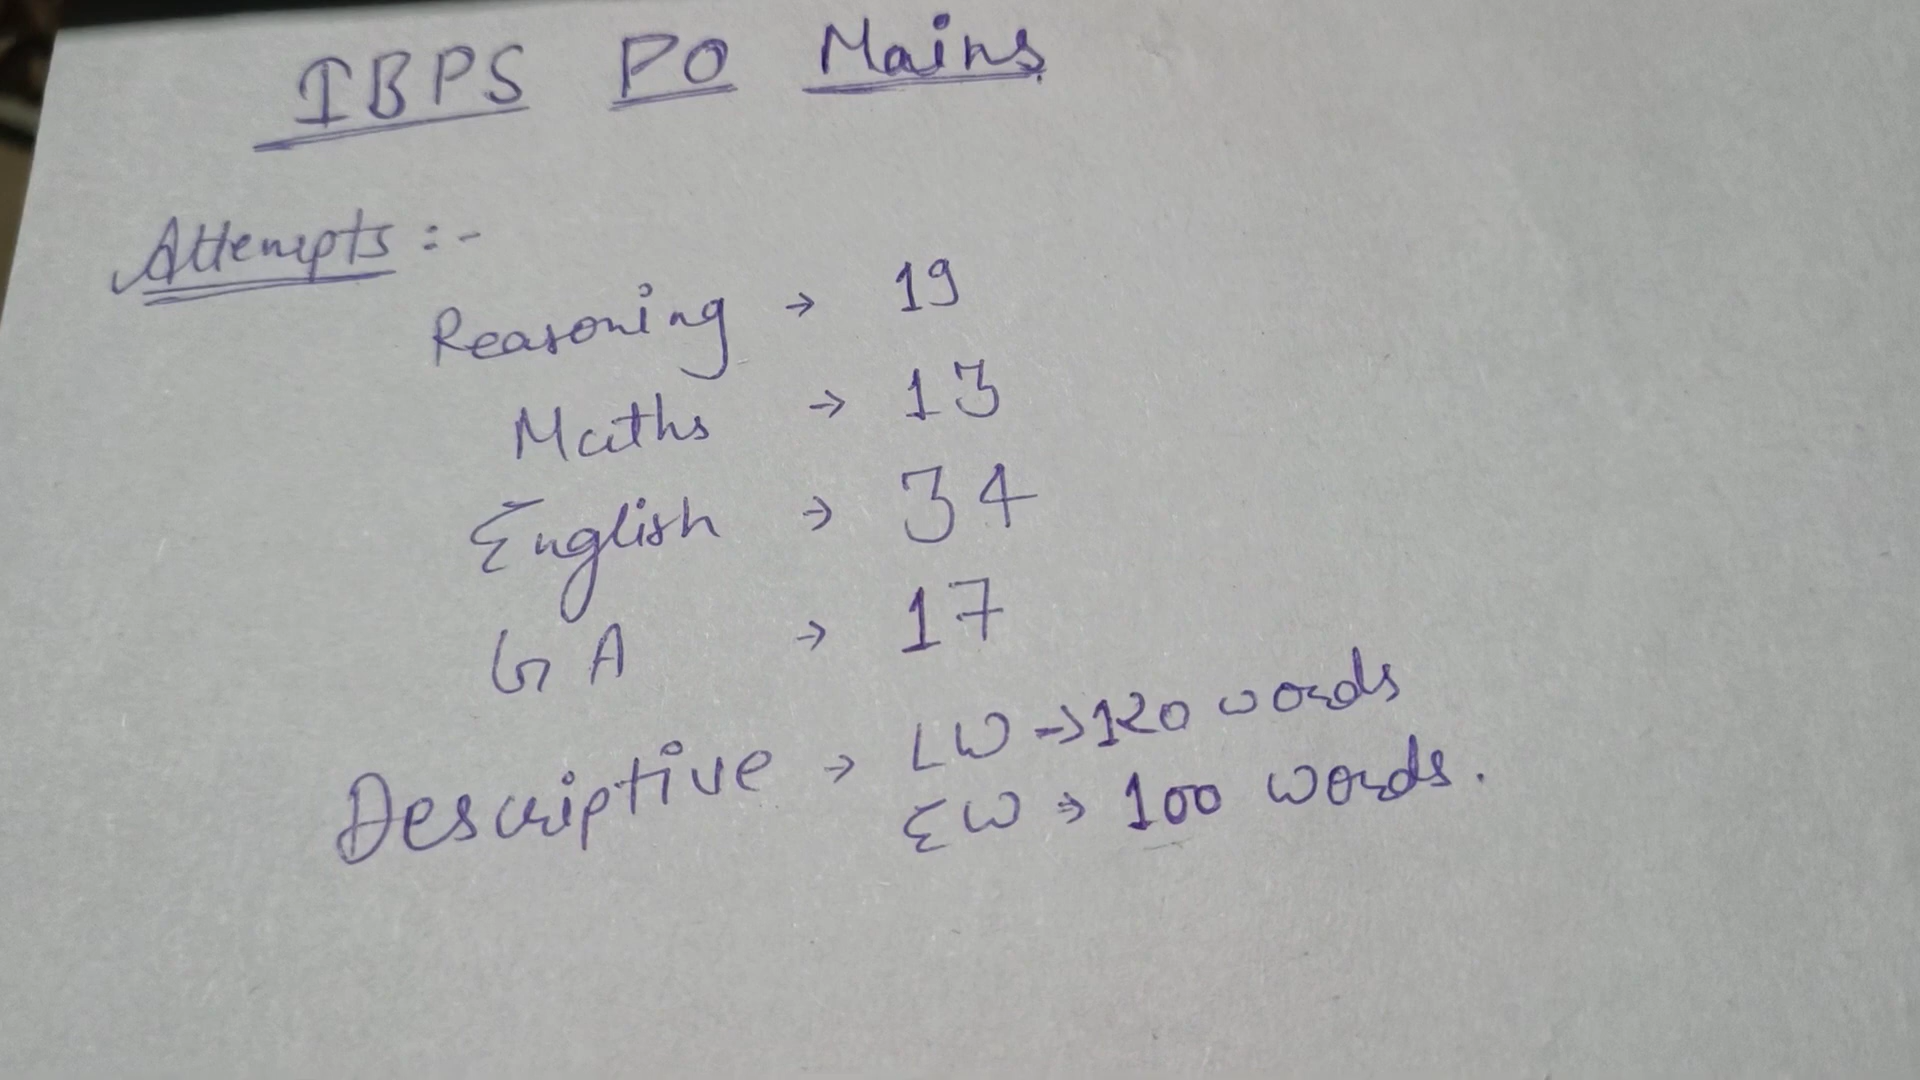 IBPS PO Mains
Attempts :-
Reasoning → 19
Maths → 13
English → 34
GA → 17
Descriptive → LW → 120 words
EW → 100 words.